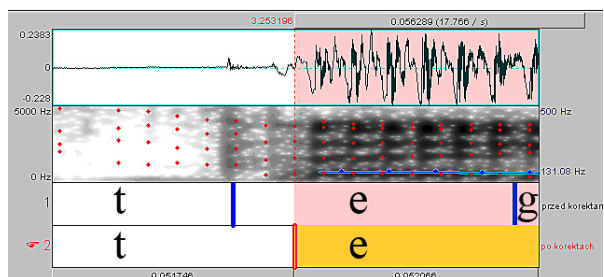 3.253196 0.056289 (17.766 / s)
0.2383
0
-0.228
5000 Hz 500 Hz
0 Hz 131.08 Hz
1 t e g przed korektam
2 t e po korektach
0.051746 0.052066